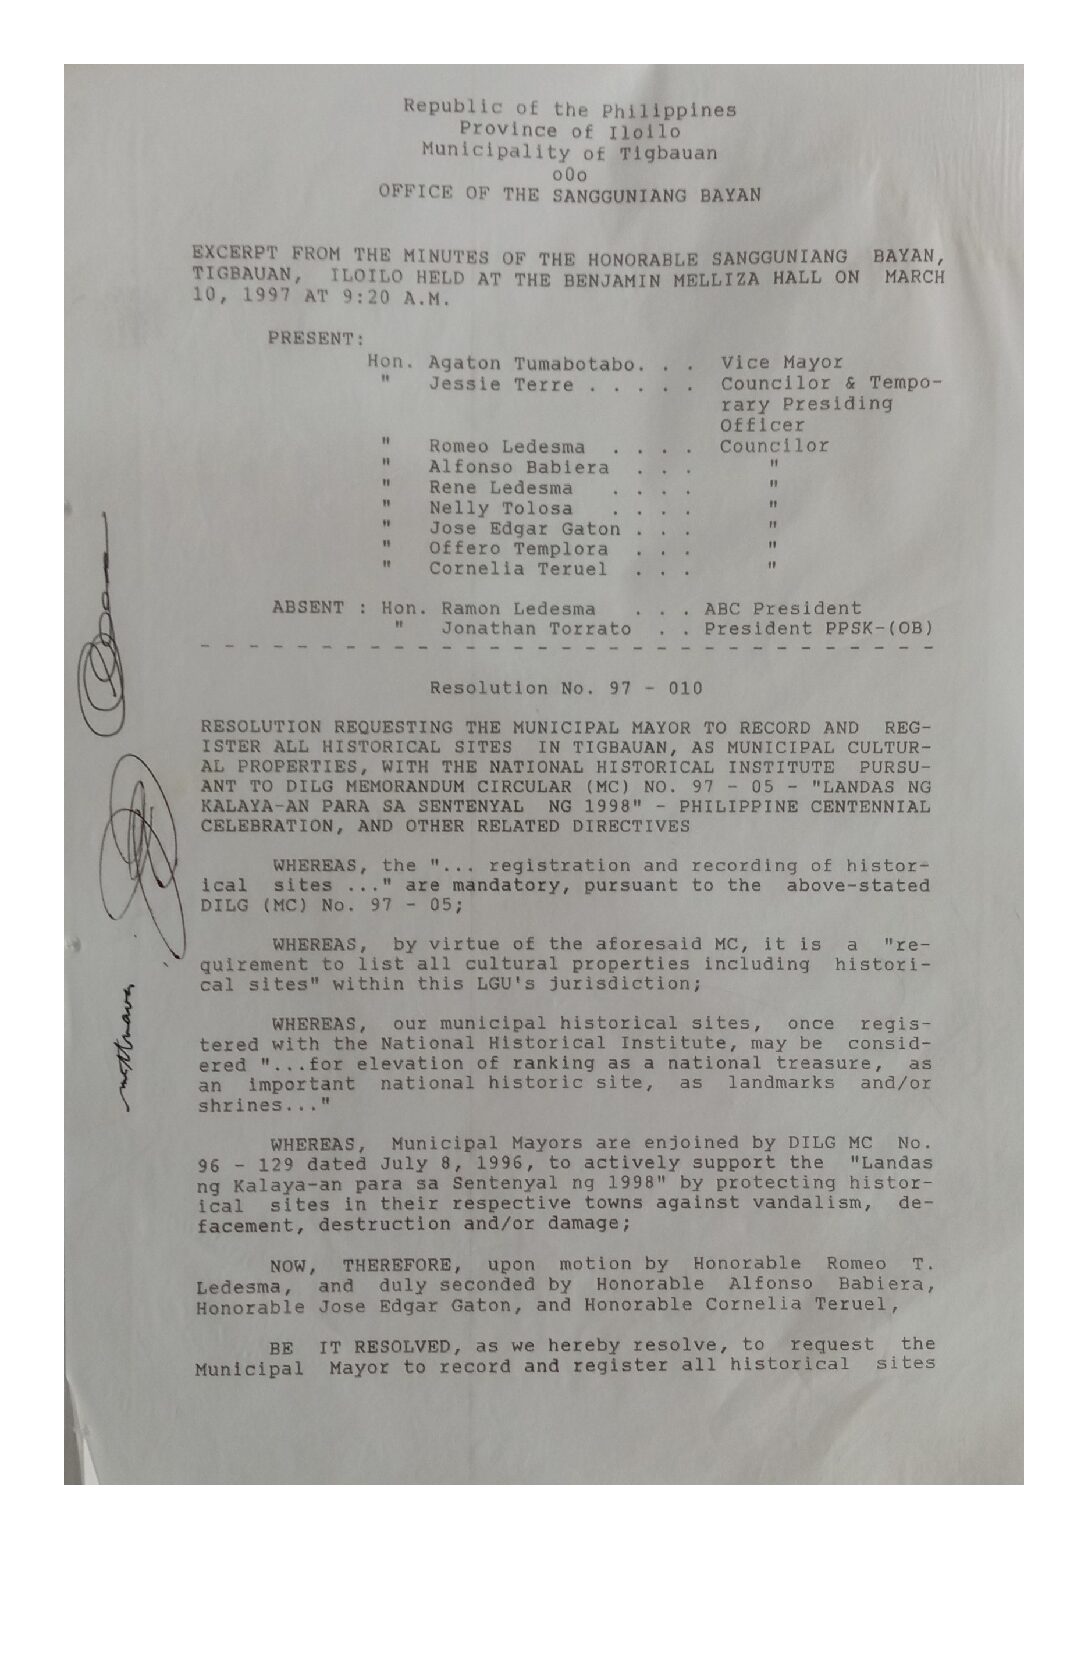 Republic of the Philippines
Province of Iloilo
Municipality of Tigbauan
o0o
OFFICE OF THE SANGGUNIANG BAYAN
EXCERPT FROM THE MINUTES OF THE HONORABLE SANGGUNIANG BAYAN,
TIGBAUAN, ILOILO HELD AT THE BENJAMIN MELLIZA HALL ON MARCH
10, 1997 AT 9:20 A.M.
PRESENT:
Hon. Agaton Tumabotabo. . . Vice Mayor
" Jessie Terre . . . . . Councilor & Tempo-
rary Presiding
Officer
" Romeo Ledesma . . . . Councilor
" Alfonso Babiera . . . "
" Rene Ledesma . . . . "
" Nelly Tolosa . . . . "
" Jose Edgar Gaton . . . "
" Offero Templora . . . "
" Cornelia Teruel . . . "
ABSENT : Hon. Ramon Ledesma . . . ABC President
" Jonathan Torrato . . President PPSK-(OB)
- - - - - - - - - - - - - - - - - - - - - - - - - - - - - - -
Resolution No. 97 - 010
RESOLUTION REQUESTING THE MUNICIPAL MAYOR TO RECORD AND REG-
ISTER ALL HISTORICAL SITES IN TIGBAUAN, AS MUNICIPAL CULTUR-
AL PROPERTIES, WITH THE NATIONAL HISTORICAL INSTITUTE PURSU-
ANT TO DILG MEMORANDUM CIRCULAR (MC) NO. 97 - 05 - "LANDAS NG
KALAYA-AN PARA SA SENTENYAL NG 1998" - PHILIPPINE CENTENNIAL
CELEBRATION, AND OTHER RELATED DIRECTIVES
WHEREAS, the "... registration and recording of histor-
ical sites ..." are mandatory, pursuant to the above-stated
DILG (MC) No. 97 - 05;
WHEREAS, by virtue of the aforesaid MC, it is a "re-
quirement to list all cultural properties including histori-
cal sites" within this LGU's jurisdiction;
WHEREAS, our municipal historical sites, once regis-
tered with the National Historical Institute, may be consid-
ered "...for elevation of ranking as a national treasure, as
an important national historic site, as landmarks and/or
shrines..."
WHEREAS, Municipal Mayors are enjoined by DILG MC No.
96 - 129 dated July 8, 1996, to actively support the "Landas
ng Kalaya-an para sa Sentenyal ng 1998" by protecting histor-
ical sites in their respective towns against vandalism, de-
facement, destruction and/or damage;
NOW, THEREFORE, upon motion by Honorable Romeo T.
Ledesma, and duly seconded by Honorable Alfonso Babiera,
Honorable Jose Edgar Gaton, and Honorable Cornelia Teruel,
BE IT RESOLVED, as we hereby resolve, to request the
Municipal Mayor to record and register all historical sites